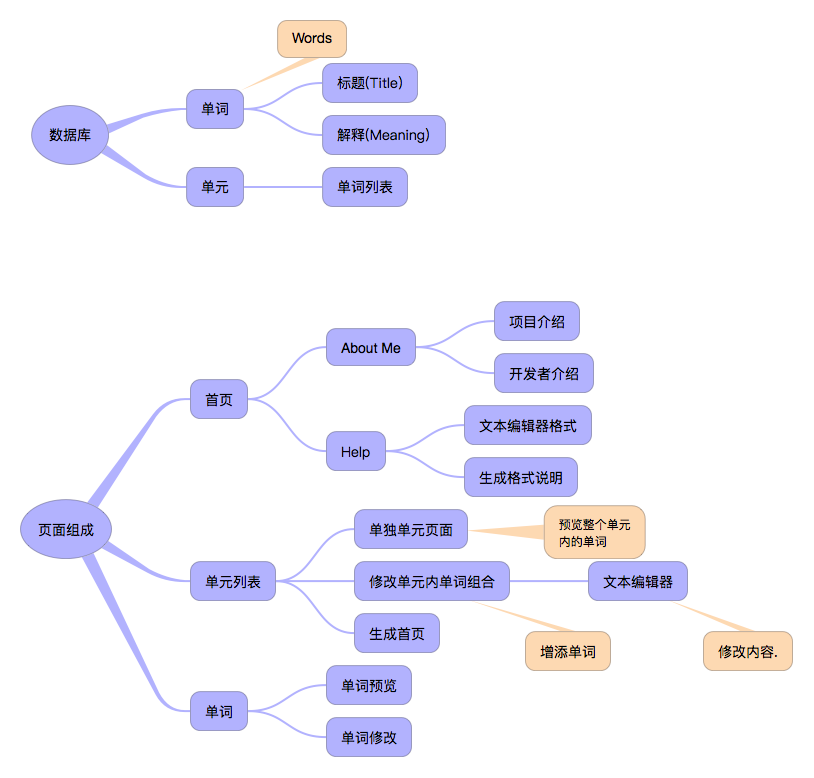 Words
标题(Title)
单词
数据库
解释(Meaning)
单元
单词列表
项目介绍
About Me
开发者介绍
首页
文本编辑器格式
Help
生成格式说明
页面组成
单独单元页面
预览整个单元
内的单词
单元列表
修改单元内单词组合
文本编辑器
生成首页
增添单词
修改内容.
单词预览
单词
单词修改